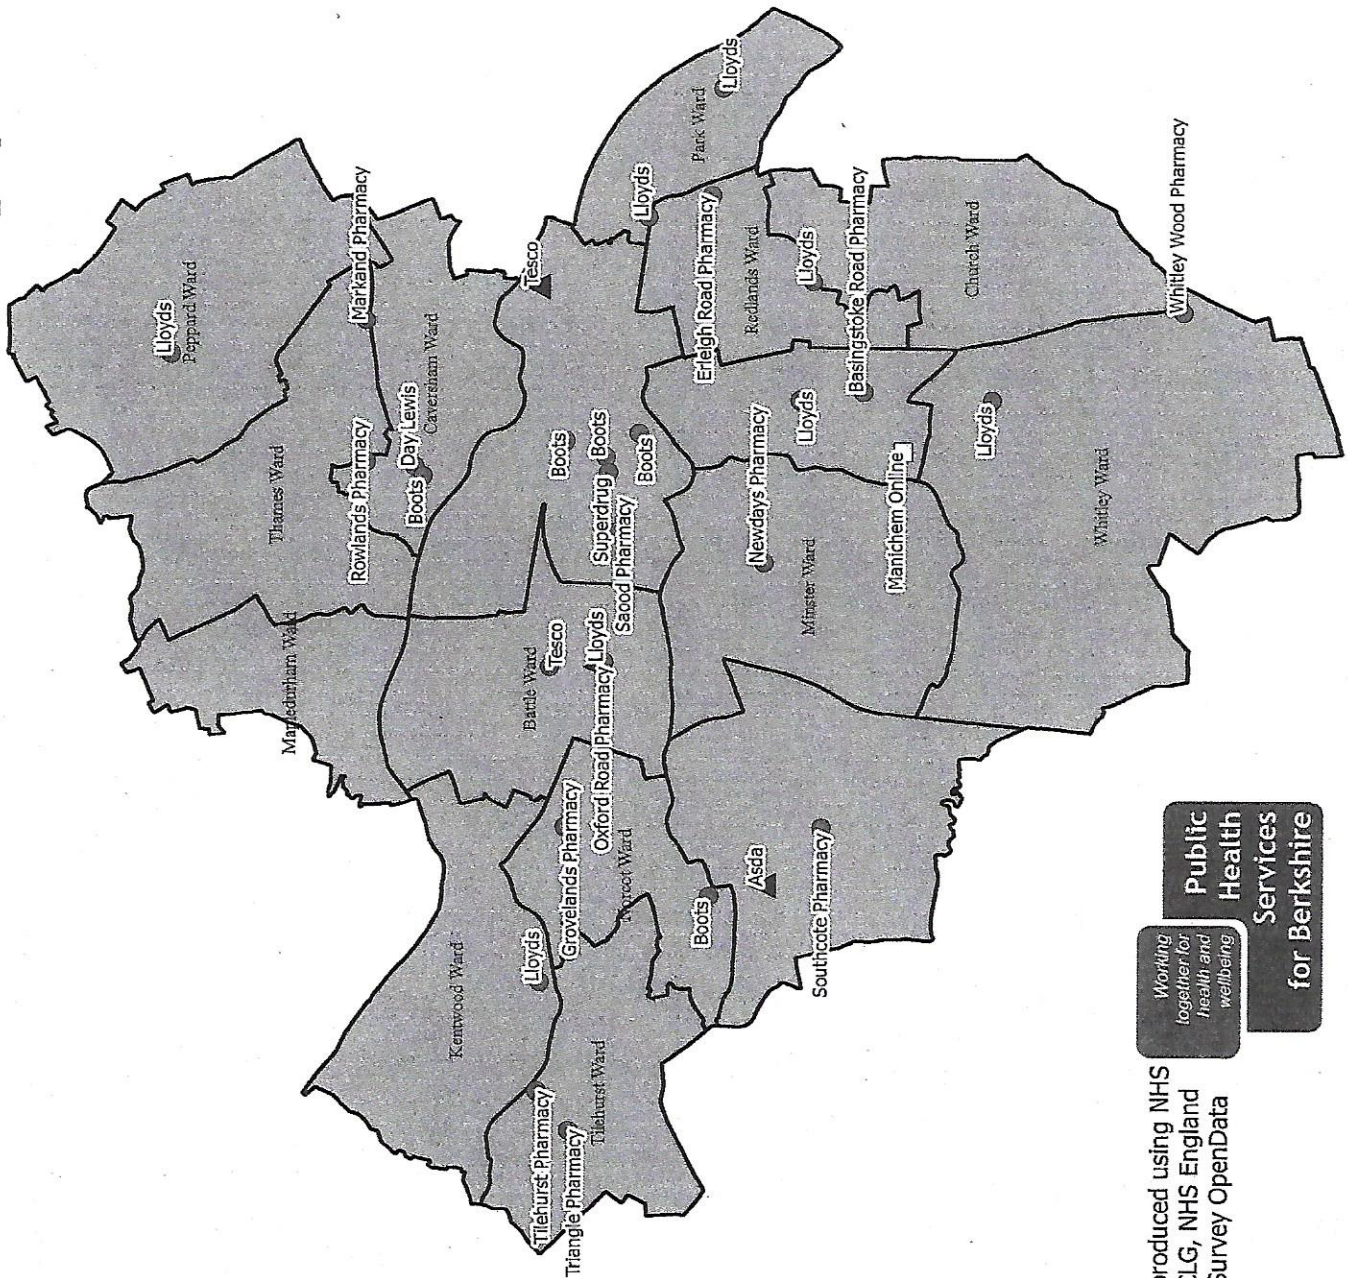 Lloyds
Peppard Ward
Thames Ward
Mapledurham Ward
Rowlands Pharmacy
Markand Pharmacy
Day Lewis
Boots
Caversham Ward
Kentwood Ward
Tesco
Battle Ward
Lloyds
Tilehurst Pharmacy
Tesco
Boots
Triangle Pharmacy
Grovelands Pharmacy
Tilehurst Ward
Oxford Road Pharmacy
Lloyds
Superdrug
Boots
Saood Pharmacy
Norcot Ward
Lloyds
Boots
Park Ward
Boots
Erleigh Road Pharmacy
Lloyds
Redlands Ward
Asda
Newdays Pharmacy
Lloyds
Lloyds
Minster Ward
Southcote Pharmacy
Basingstoke Road Pharmacy
Manichem Online
Church Ward
Lloyds
Whitley Ward
Whitley Wood Pharmacy
Working
together for
health and
wellbeing
Public
Health
Services
for Berkshire
produced using NHS
CLG, NHS England
Survey OpenData